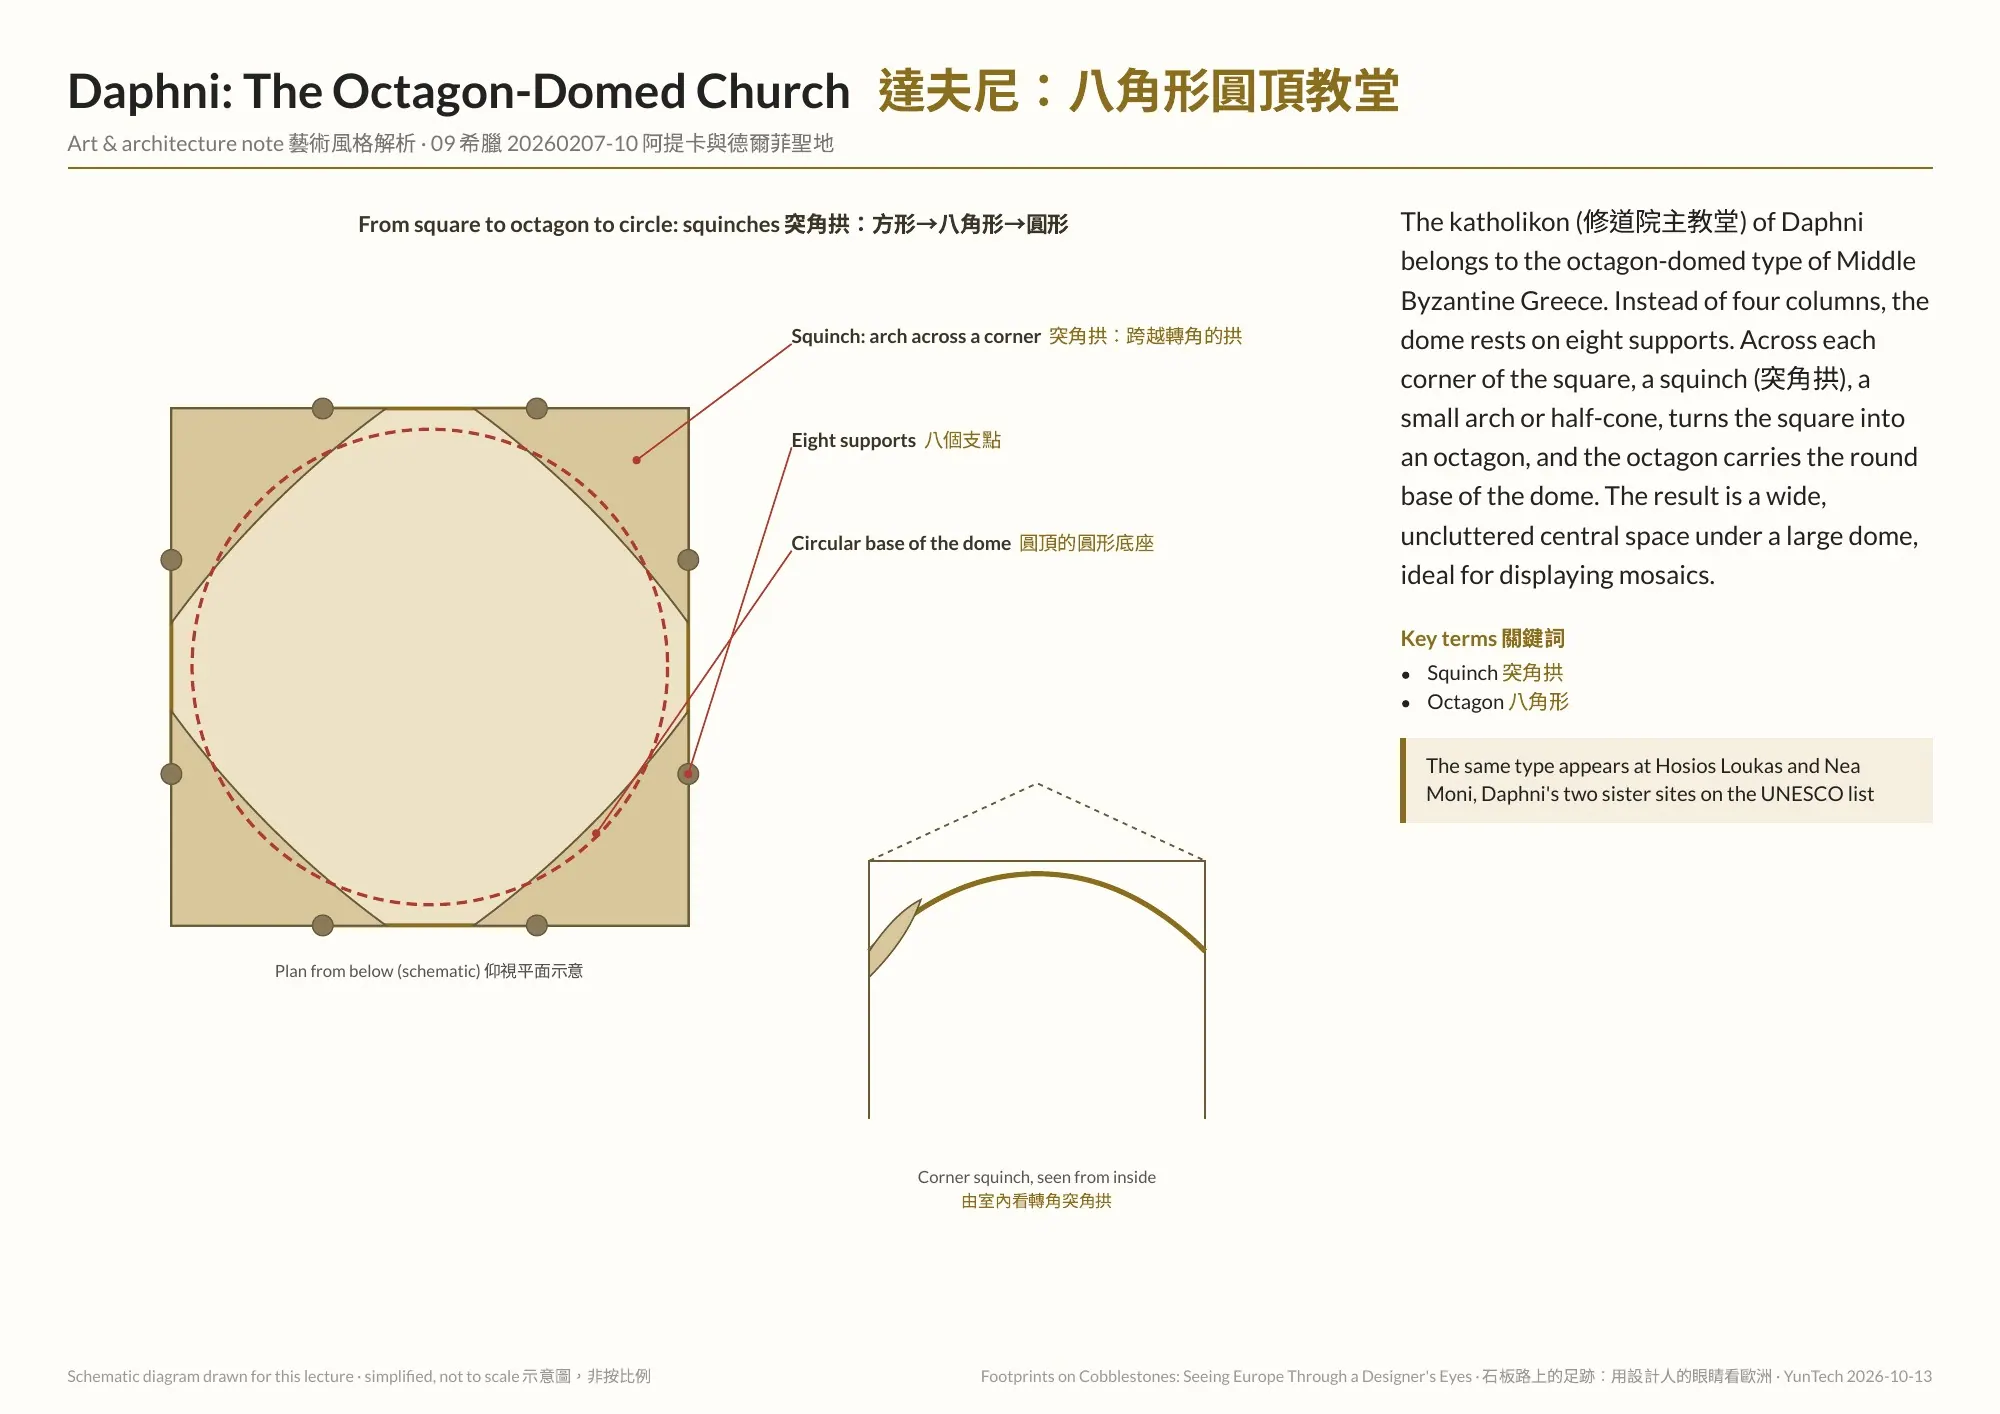 Daphni: The Octagon-Domed Church 達夫尼：八角形圓頂教堂
Art & architecture note 藝術風格解析 · 09 希臘 20260207-10 阿提卡與德爾菲聖地
From square to octagon to circle: squinches 突角拱：方形→八角形→圓形
Squinch: arch across a corner 突角拱：跨越轉角的拱
Eight supports 八個支點
Circular base of the dome 圓頂的圓形底座
Plan from below (schematic) 仰視平面示意
Corner squinch, seen from inside
由室內看轉角突角拱
The katholikon (修道院主教堂) of Daphni
belongs to the octagon-domed type of Middle
Byzantine Greece. Instead of four columns, the
dome rests on eight supports. Across each
corner of the square, a squinch (突角拱), a
small arch or half-cone, turns the square into
an octagon, and the octagon carries the round
base of the dome. The result is a wide,
uncluttered central space under a large dome,
ideal for displaying mosaics.
Key terms 關鍵詞
• Squinch 突角拱
• Octagon 八角形
The same type appears at Hosios Loukas and Nea
Moni, Daphni's two sister sites on the UNESCO list
Schematic diagram drawn for this lecture · simplified, not to scale 示意圖，非按比例
Footprints on Cobblestones: Seeing Europe Through a Designer's Eyes · 石板路上的足跡：用設計人的眼睛看歐洲 · YunTech 2026-10-13